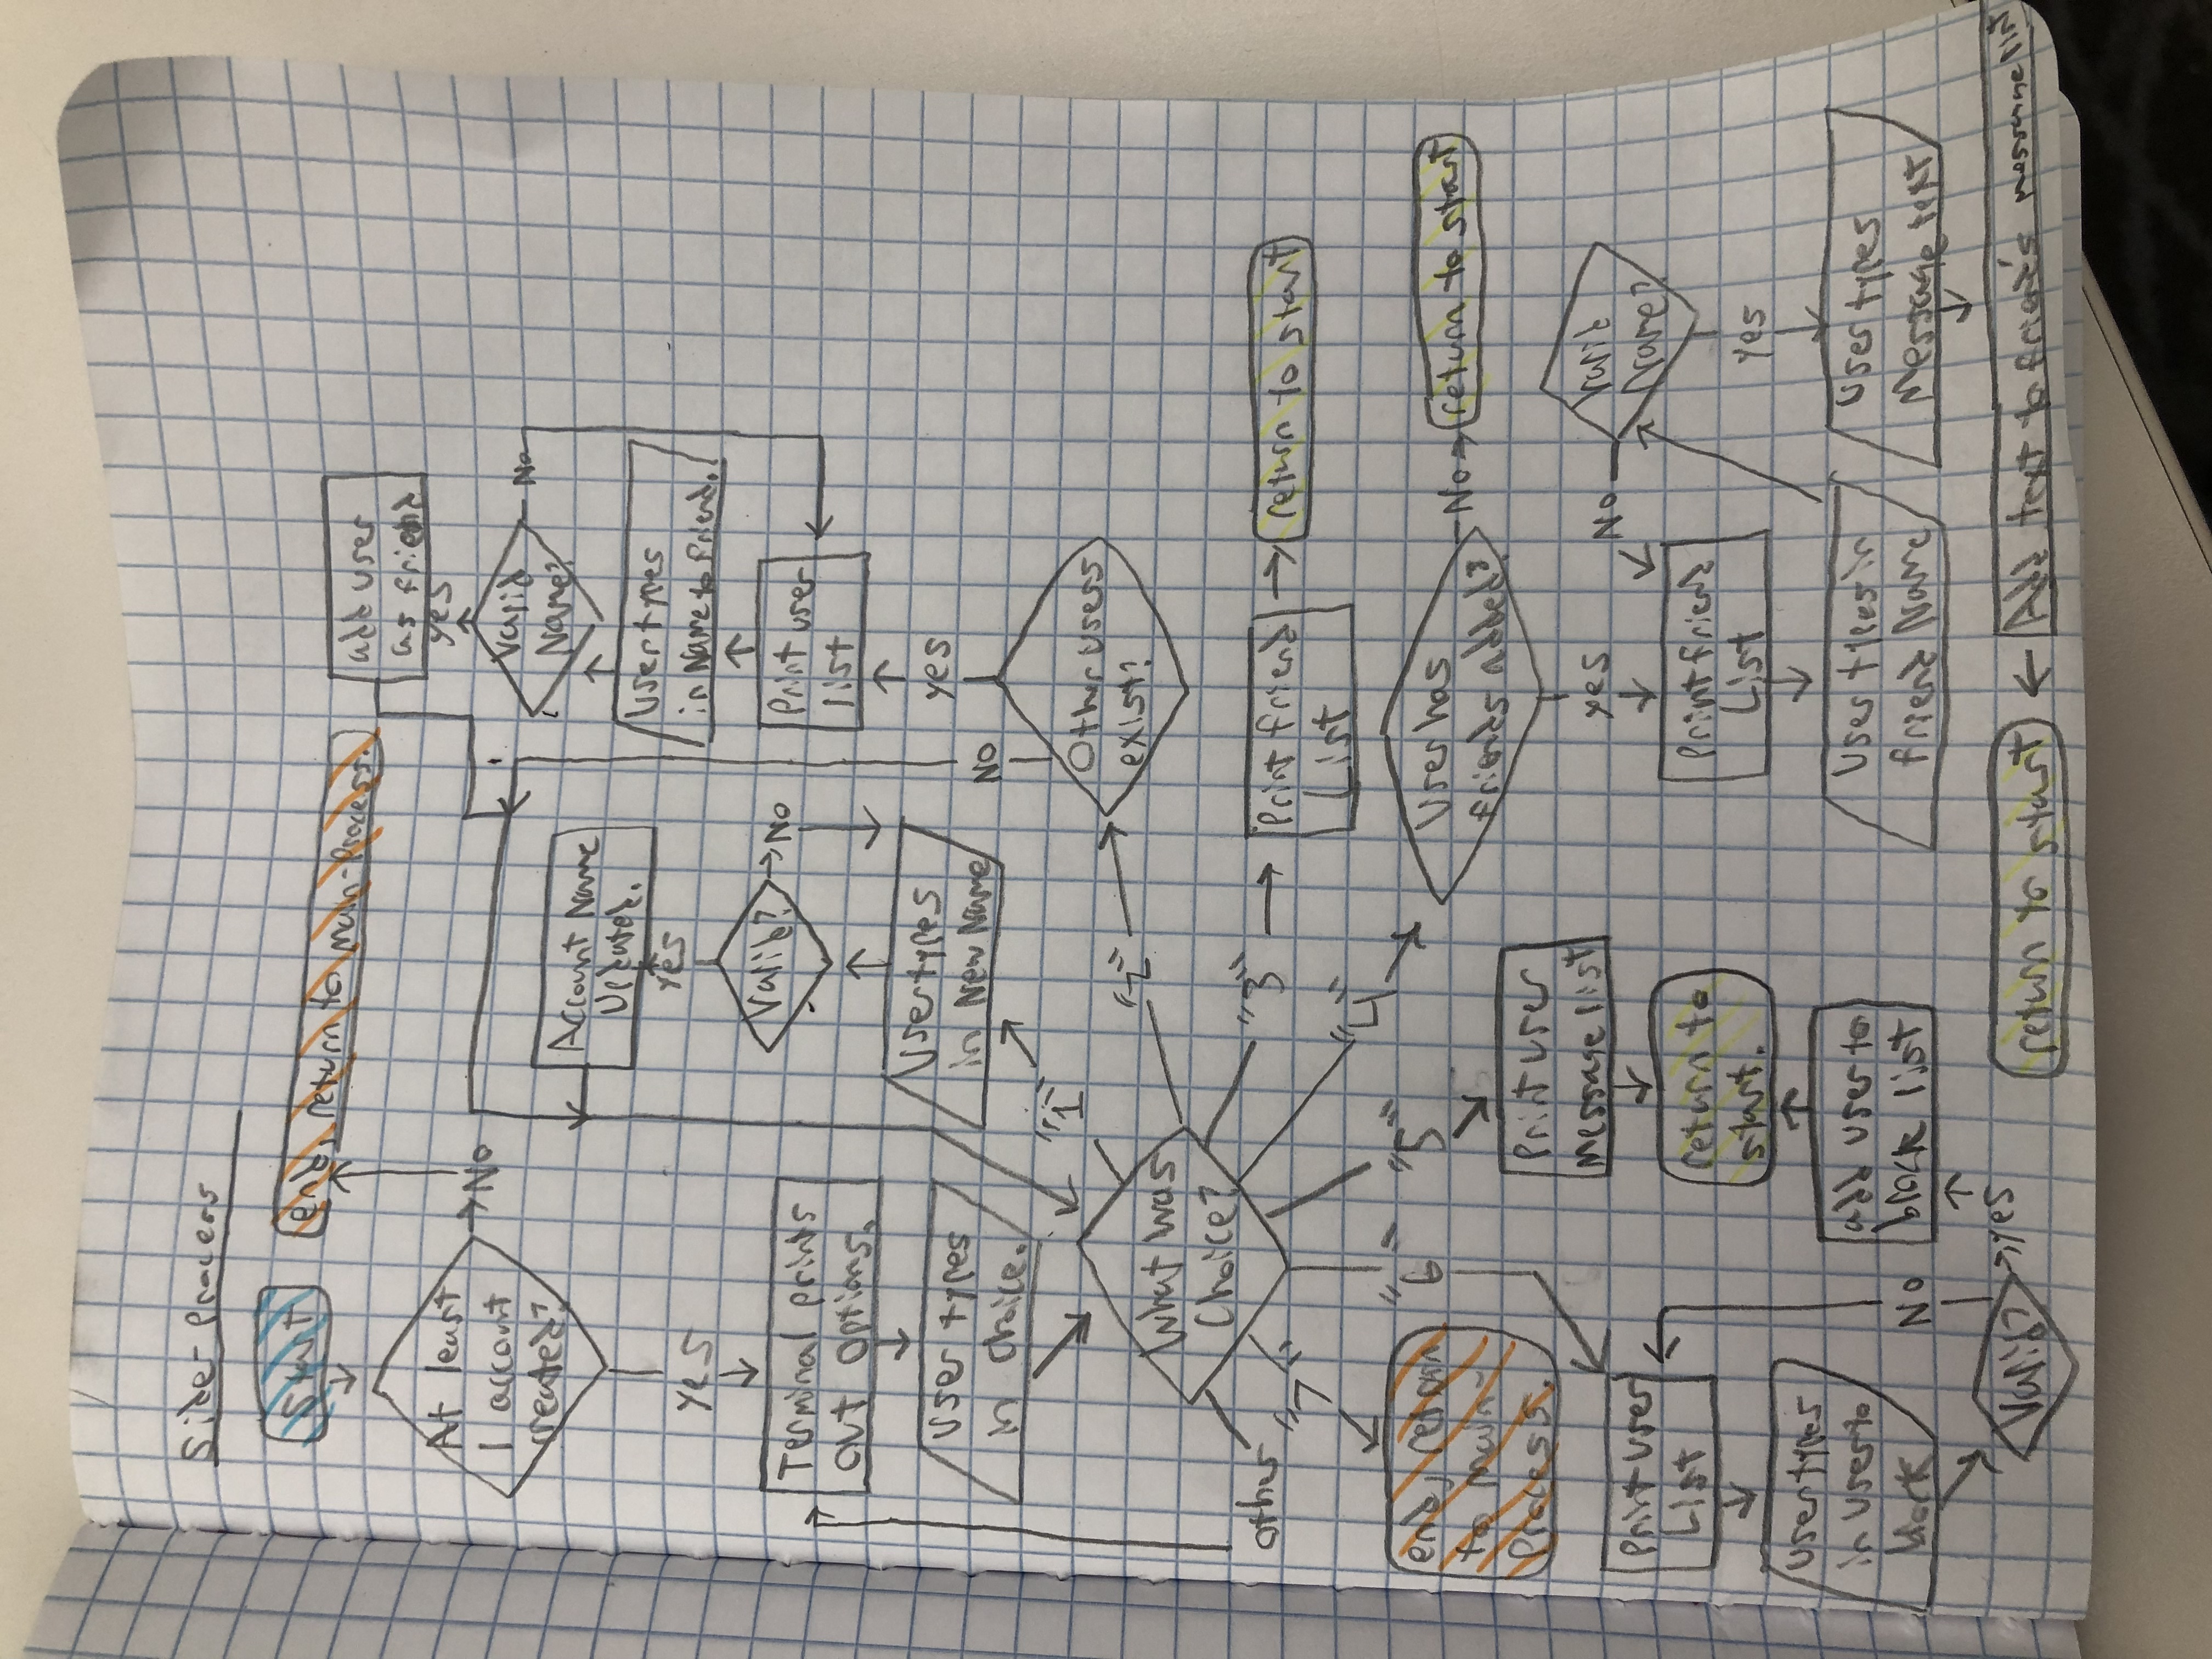 Side-Process
Start
end, return to main-process.
add user
as friend
At least
1 account
created?
No
yes
Valid
Name?
No
Account Name
Updated.
yes
User types
in Name to friend.
yes
Valid?
No
Print user
list
Terminal prints
out options.
User types
in New Name
yes
User types
in choice.
No
"1"
Other users
exist?
"2"
What was
Choice?
"3"
Print friend
List
return to start
other
"7"
"4"
"6"
"5"
User has
friends added?
No
return to start
end, return
to main-
process.
Print user
message list
yes
No
Valid
Name?
Print user
List
return to
start.
Print friend
List
yes
User types
in user to
block
No
add user to
block list
User types in
friend Name
User types
Message text
Valid?
yes
return to start
Add text to friend's message list